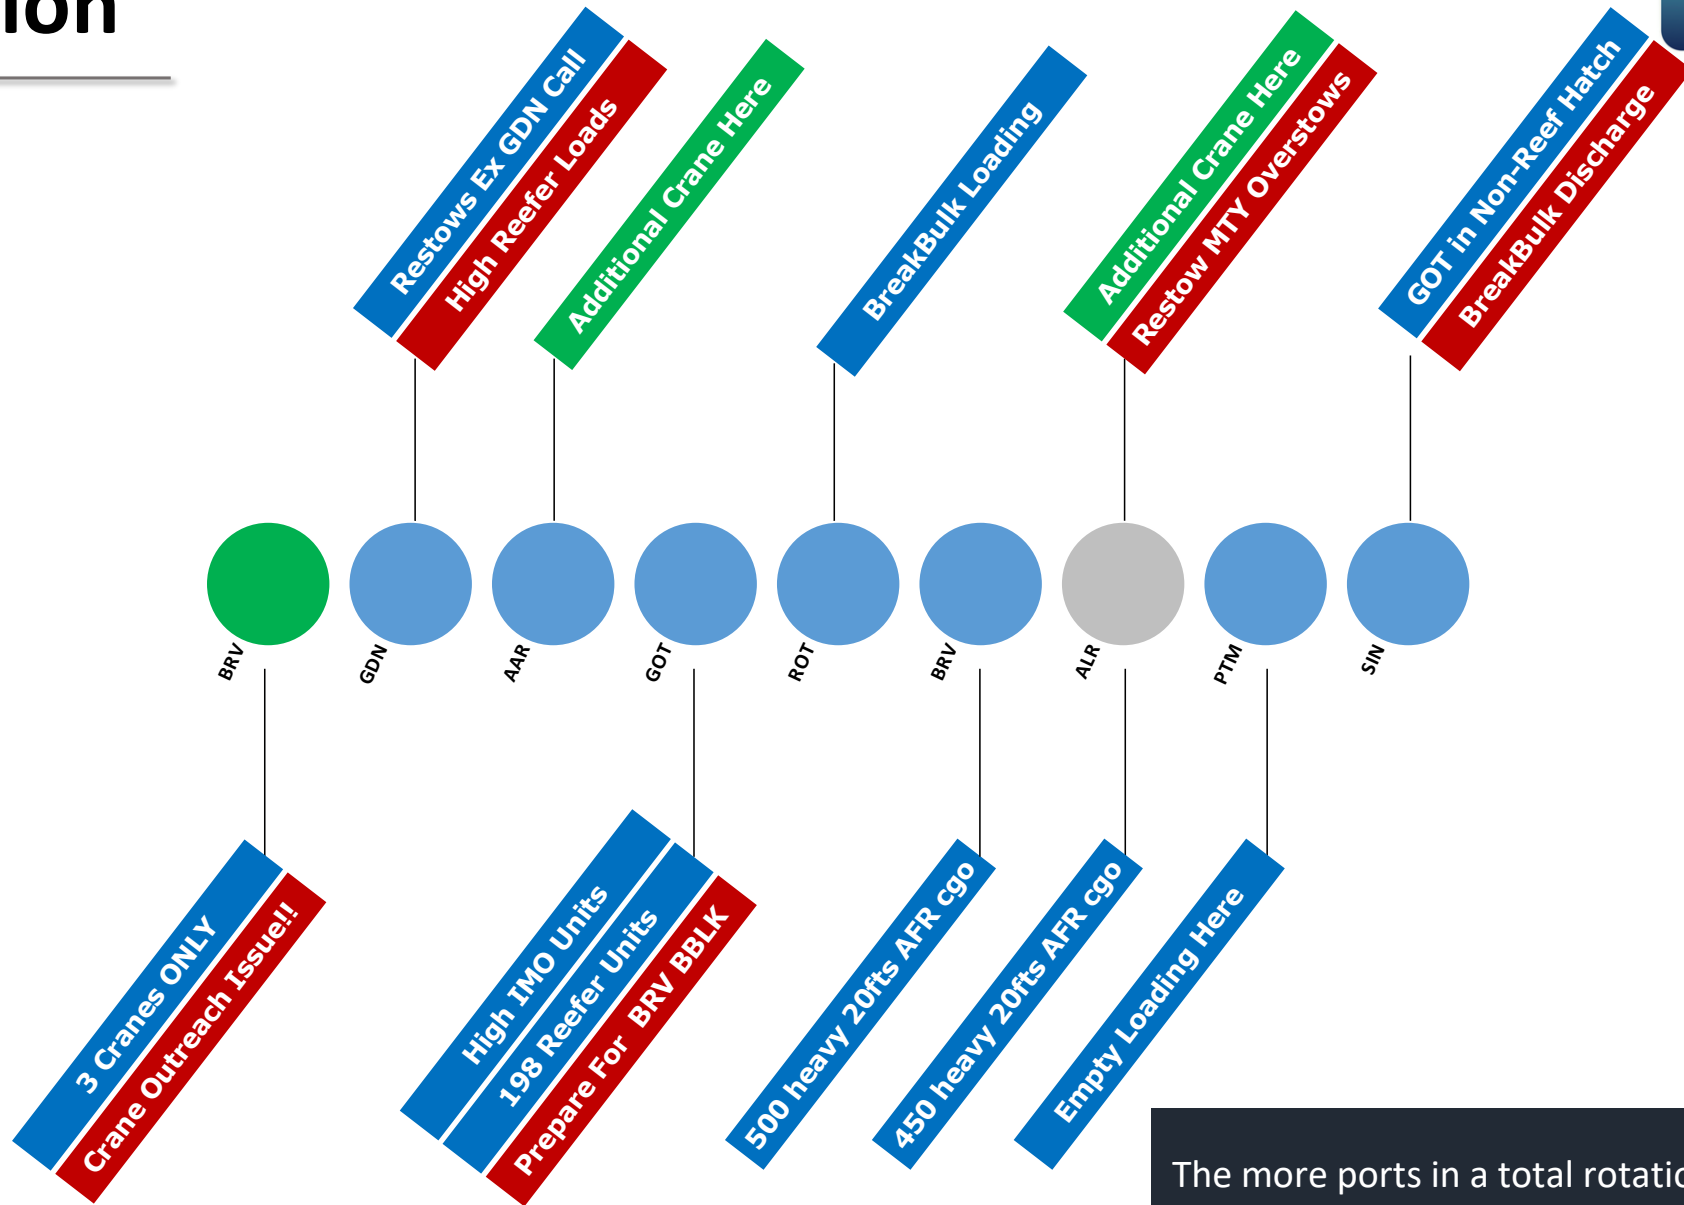 ion
Restows Ex GDN Call
High Reefer Loads
Additional Crane Here
BreakBulk Loading
Additional Crane Here
Restow MTY Overstows
GOT in Non-Reef Hatch
BreakBulk Discharge
BRV
GDN
AAR
GOT
ROT
BRV
ALR
PTM
SIN
3 Cranes ONLY
Crane Outreach Issue!!
High IMO Units
198 Reefer Units
Prepare For  BRV BBLK
500 heavy 20fts AFR cgo
450 heavy 20fts AFR cgo
Empty Loading Here
The more ports in a total rotatio